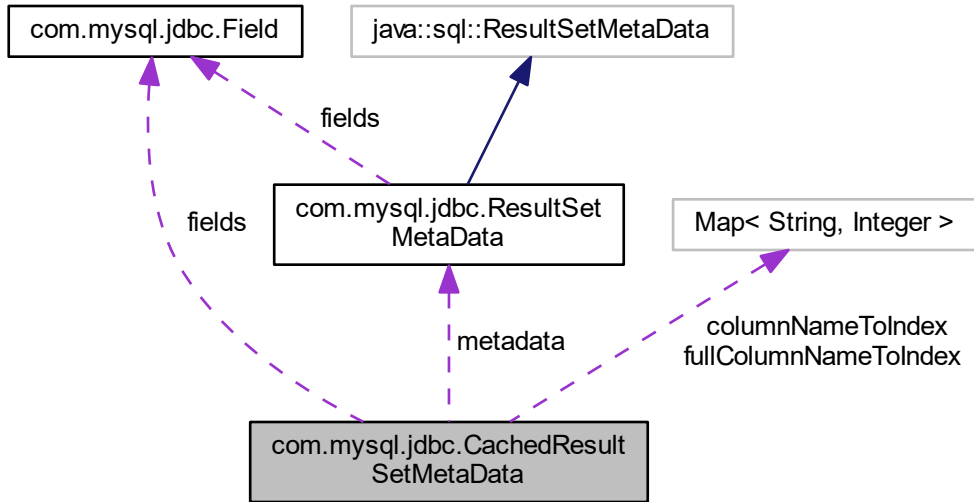 com.mysql.jdbc.Field
java::sql::ResultSetMetaData
fields
com.mysql.jdbc.ResultSet
MetaData
fields
Map< String, Integer >
metadata
columnNameToIndex
fullColumnNameToIndex
com.mysql.jdbc.CachedResult
SetMetaData